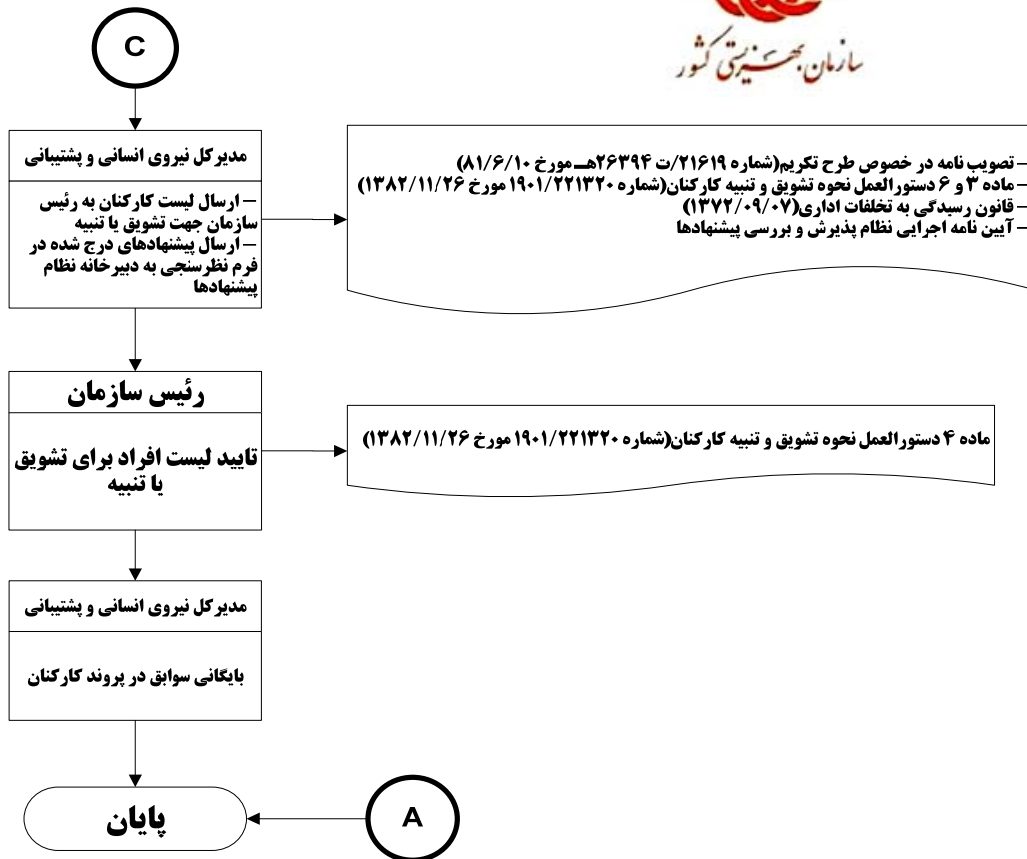 سازمان بهزیستی کشور
C
مدیرکل نیروی انسانی و پشتیبانی
– ارسال لیست کارکنان به رئیس
سازمان جهت تشویق یا تنبیه
– ارسال پیشنهادهای درج شده در
فرم نظرسنجی به دبیرخانه نظام
پیشنهادها
– تصویب نامه در خصوص طرح تکریم(شماره ۲۱۶۱۹/ت ۲۶۳۹۴هـ مورخ ۸۱/۶/۱۰)
– ماده ۳ و ۶ دستورالعمل نحوه تشویق و تنبیه کارکنان(شماره ۱۹۰۱/۲۲۱۳۲۰ مورخ ۱۳۸۲/۱۱/۲۶)
– قانون رسیدگی به تخلفات اداری(۱۳۷۲/۰۹/۰۷)
– آیین نامه اجرایی نظام پذیرش و بررسی پیشنهادها
رئیس سازمان
تایید لیست افراد برای تشویق
یا تنبیه
ماده ۴ دستورالعمل نحوه تشویق و تنبیه کارکنان(شماره ۱۹۰۱/۲۲۱۳۲۰ مورخ ۱۳۸۲/۱۱/۲۶)
مدیرکل نیروی انسانی و پشتیبانی
بایگانی سوابق در پروند کارکنان
پایان
A